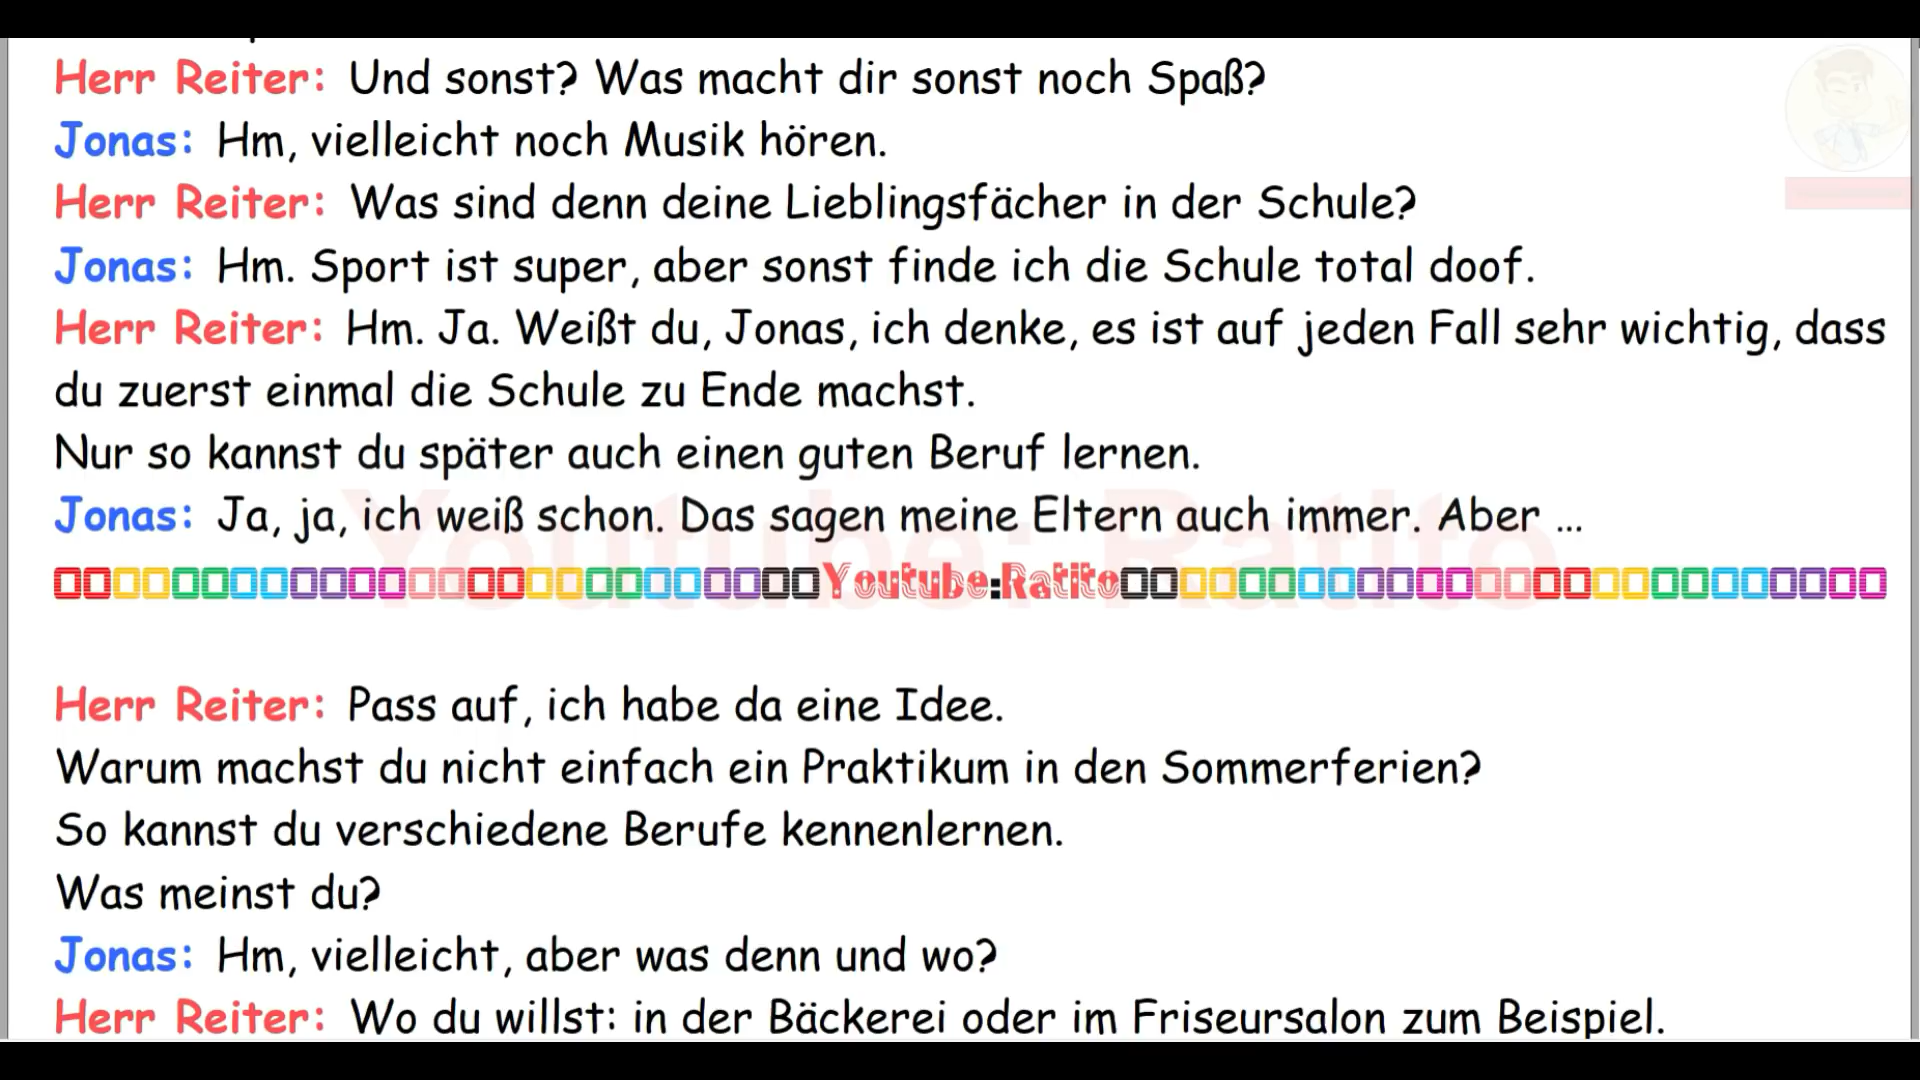 Herr Reiter: Und sonst? Was macht dir sonst noch Spaß?
Jonas: Hm, vielleicht noch Musik hören.
Herr Reiter: Was sind denn deine Lieblingsfächer in der Schule?
Jonas: Hm. Sport ist super, aber sonst finde ich die Schule total doof.
Herr Reiter: Hm. Ja. Weißt du, Jonas, ich denke, es ist auf jeden Fall sehr wichtig, dass
du zuerst einmal die Schule zu Ende machst.
Nur so kannst du später auch einen guten Beruf lernen.
Jonas: Ja, ja, ich weiß schon. Das sagen meine Eltern auch immer. Aber ...
Youtube: Ratito
Youtube:Ratito
Herr Reiter: Pass auf, ich habe da eine Idee.
Warum machst du nicht einfach ein Praktikum in den Sommerferien?
So kannst du verschiedene Berufe kennenlernen.
Was meinst du?
Jonas: Hm, vielleicht, aber was denn und wo?
Herr Reiter: Wo du willst: in der Bäckerei oder im Friseursalon zum Beispiel.